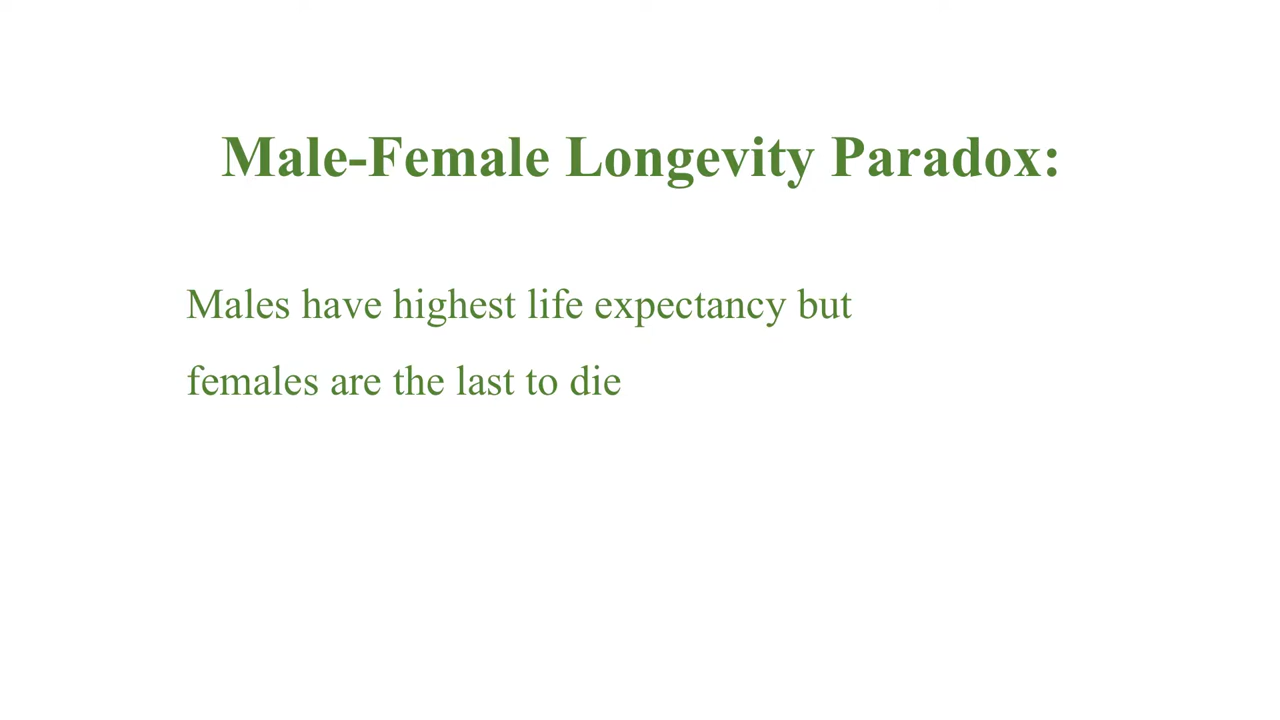 Male-Female Longevity Paradox:
Males have highest life expectancy but
females are the last to die